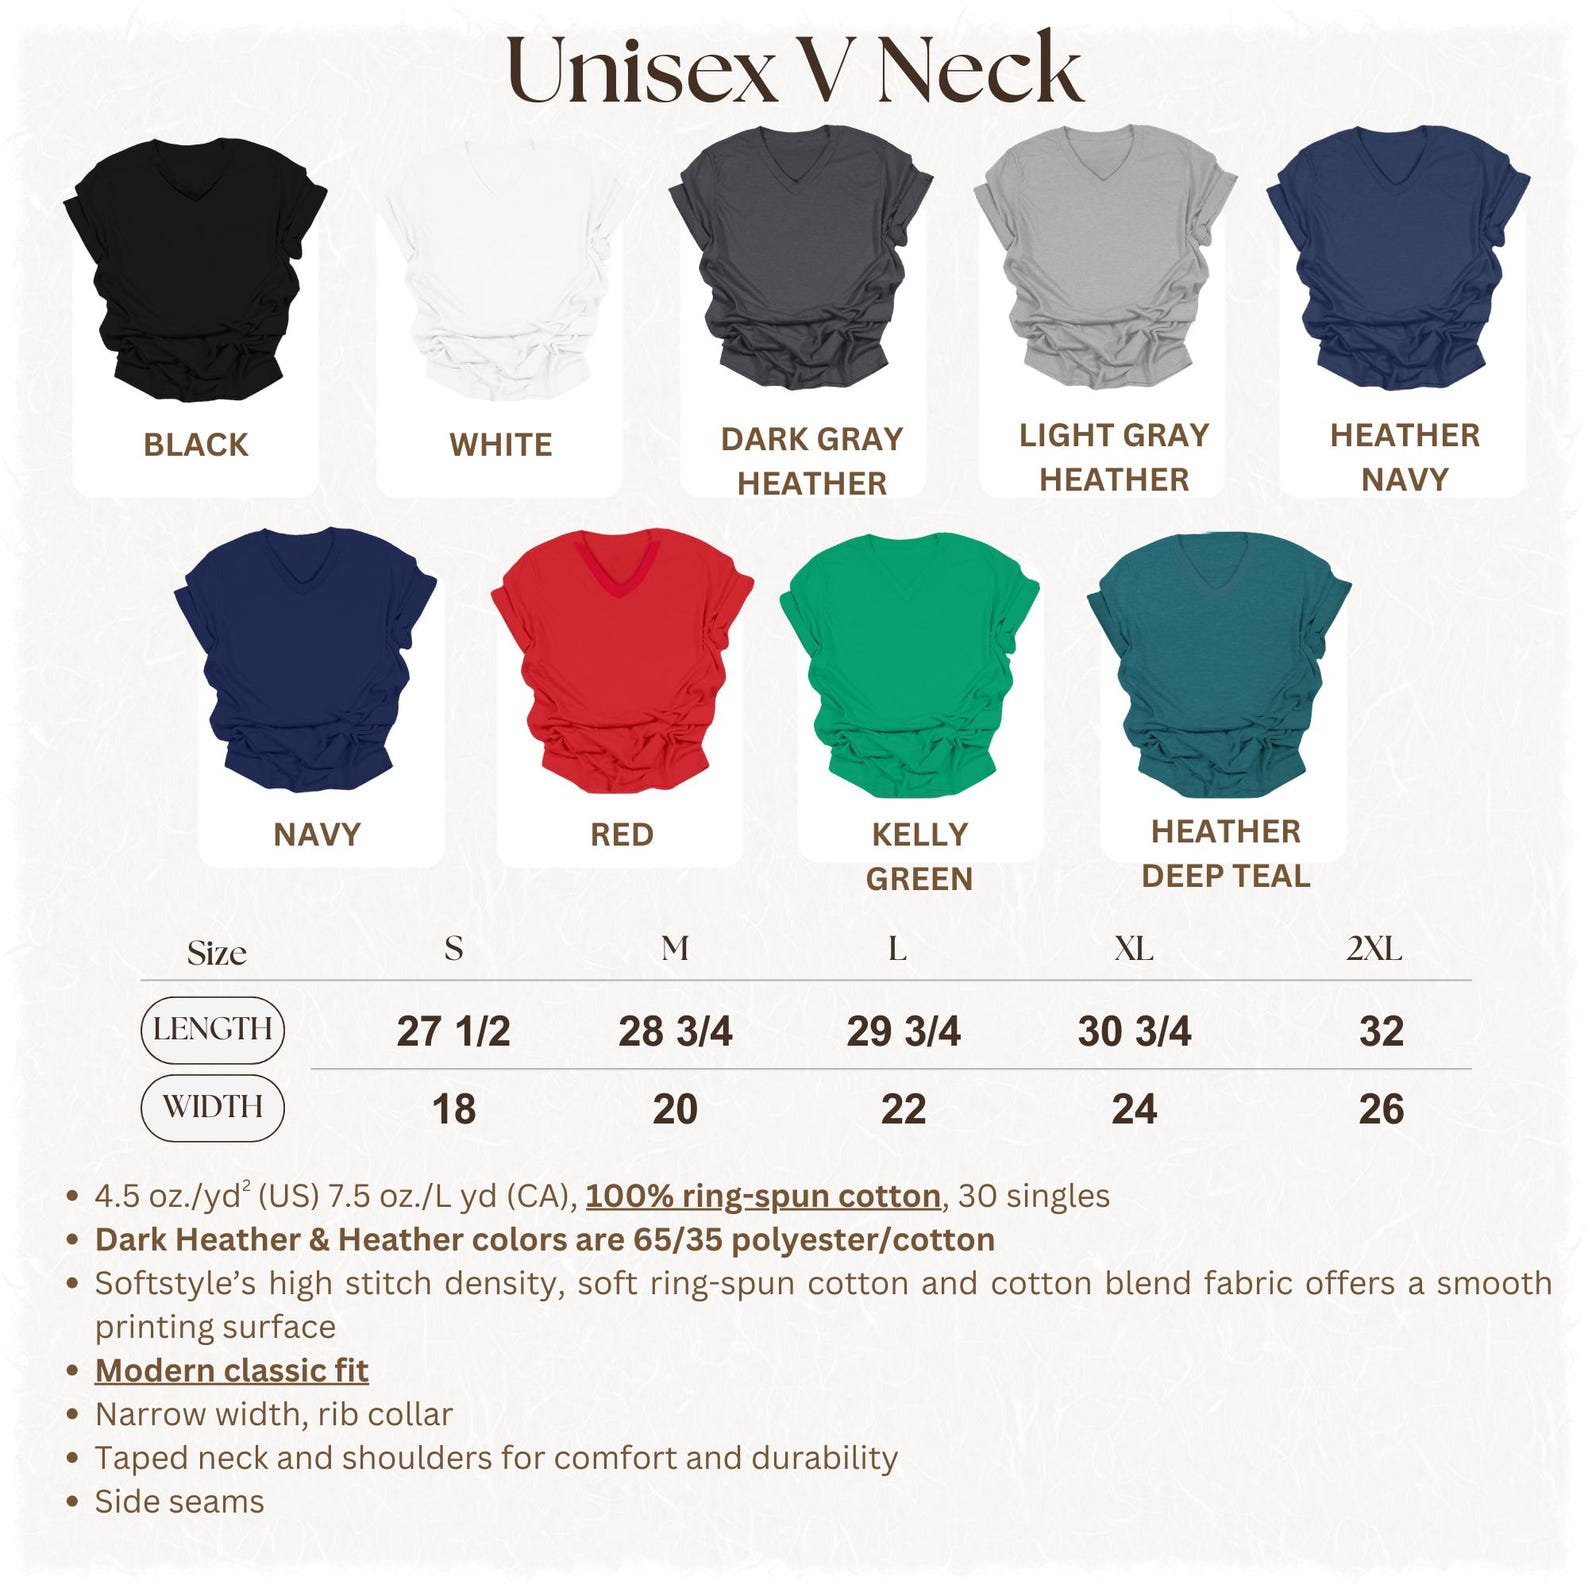 Unisex V Neck
BLACK
WHITE
DARK GRAY
HEATHER
LIGHT GRAY
HEATHER
HEATHER
NAVY
NAVY
RED
KELLY
GREEN
HEATHER
DEEP TEAL
Size S M L XL 2XL
LENGTH 27 1/2 28 3/4 29 3/4 30 3/4 32
WIDTH 18 20 22 24 26
• 4.5 oz./yd² (US) 7.5 oz./L yd (CA), 100% ring-spun cotton, 30 singles
• Dark Heather & Heather colors are 65/35 polyester/cotton
• Softstyle’s high stitch density, soft ring-spun cotton and cotton blend fabric offers a smooth
printing surface
• Modern classic fit
• Narrow width, rib collar
• Taped neck and shoulders for comfort and durability
• Side seams